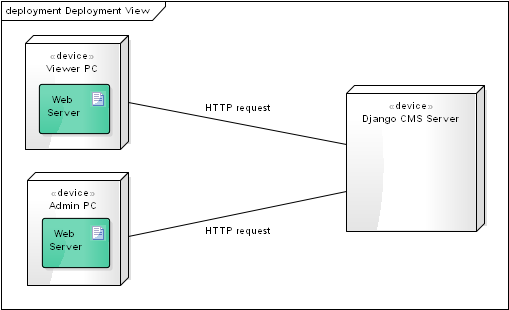 deployment Deployment View
«device»
Viewer PC
Web
Server
HTTP request
«device»
Django CMS Server
«device»
Admin PC
Web
Server
HTTP request